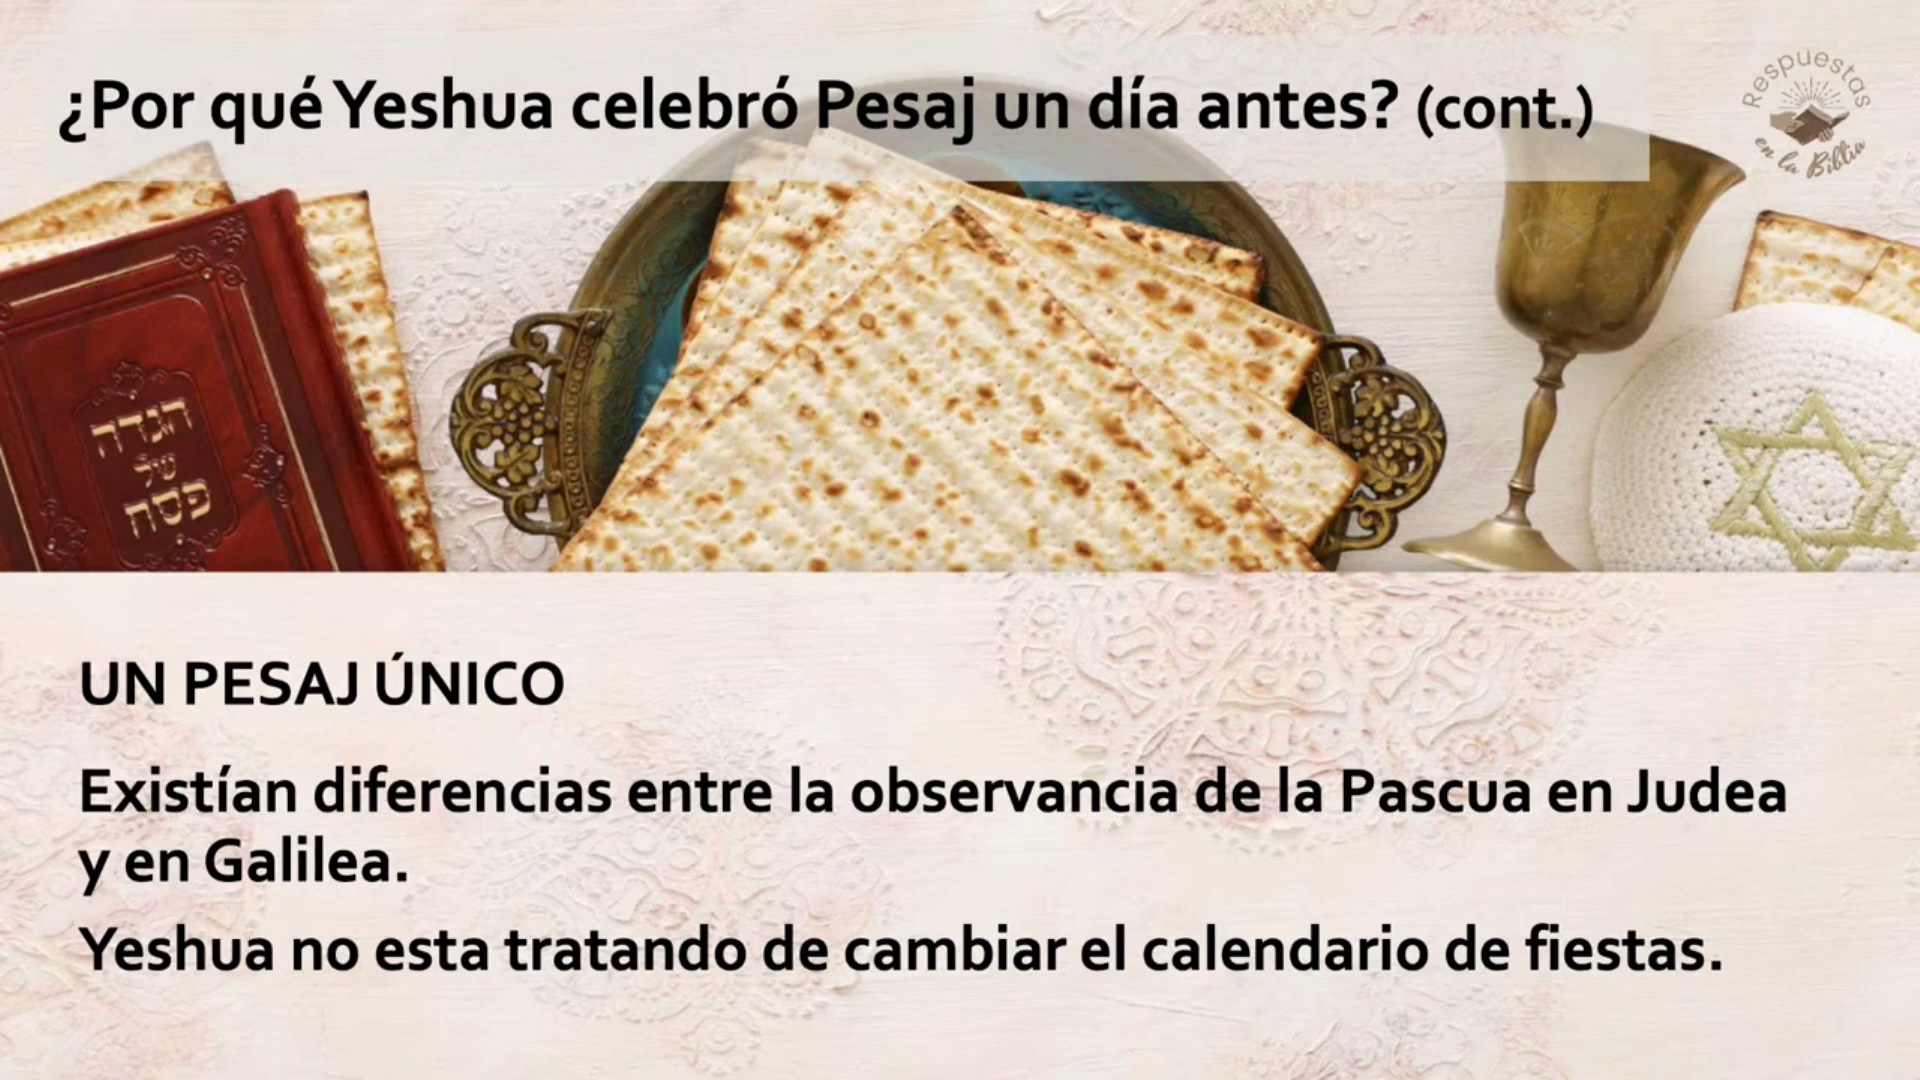 ¿Por qué Yeshua celebró Pesaj un día antes? (cont.)
Respuestas
en la Biblia
הגדה
של
פסח
UN PESAJ ÚNICO
Existían diferencias entre la observancia de la Pascua en Judea
y en Galilea.
Yeshua no esta tratando de cambiar el calendario de fiestas.